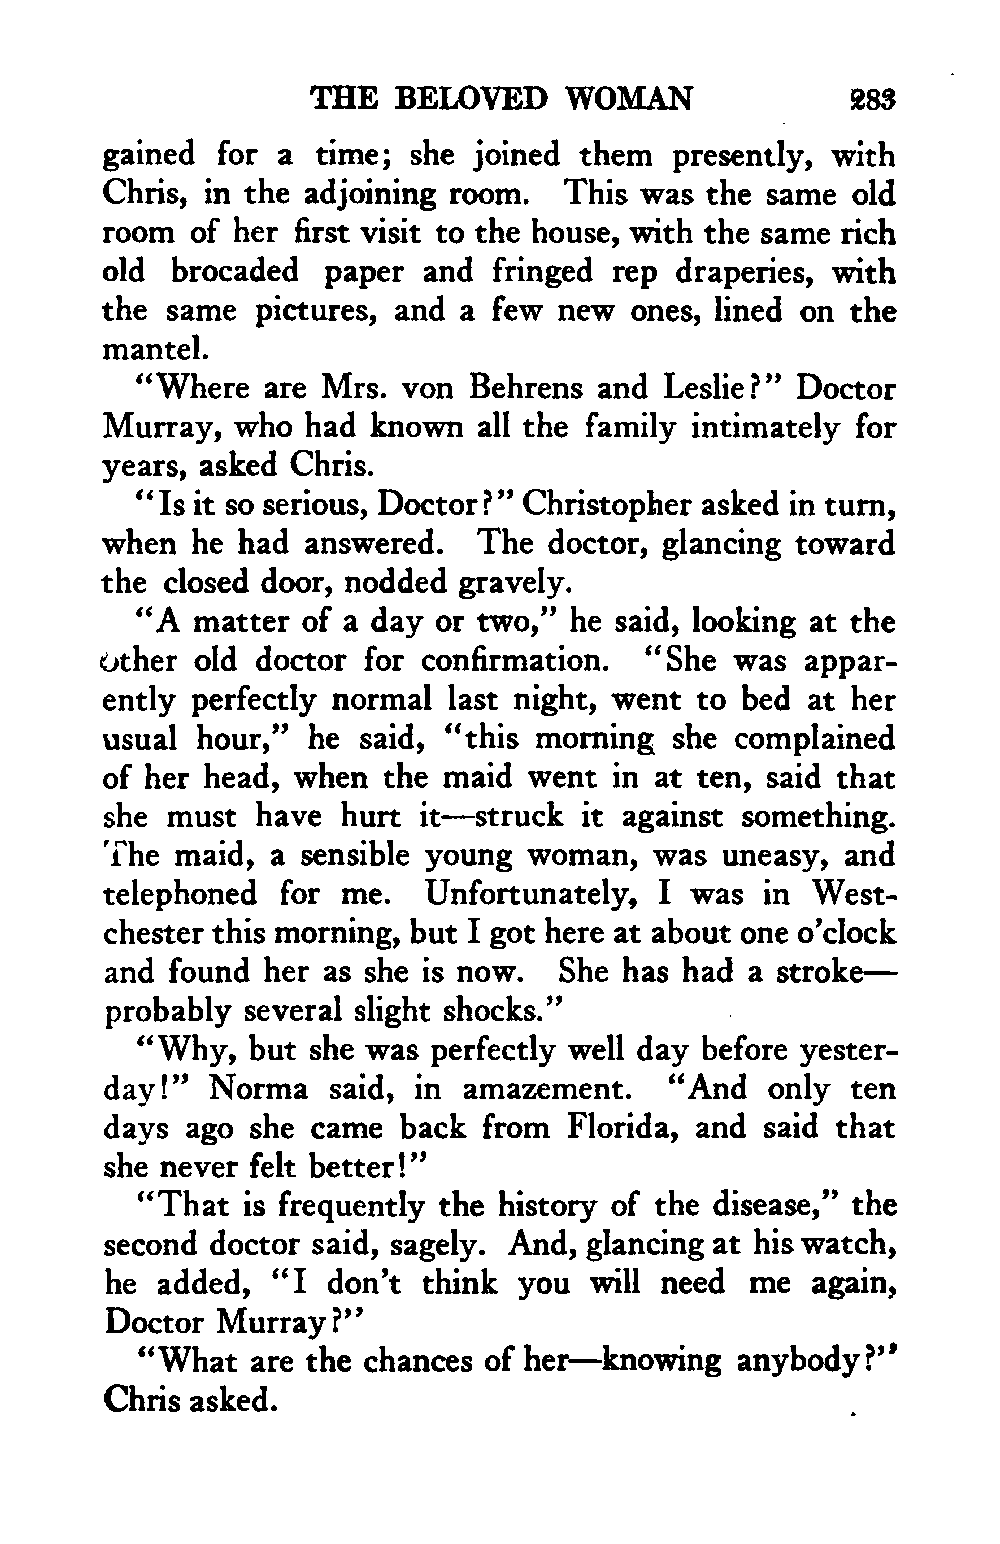 THE BELOVED WOMAN 283
gained for a time; she joined them presently, with
Chris, in the adjoining room. This was the same old
room of her first visit to the house, with the same rich
old brocaded paper and fringed rep draperies, with
the same pictures, and a few new ones, lined on the
mantel.
"Where are Mrs. von Behrens and Leslie?" Doctor
Murray, who had known all the family intimately for
years, asked Chris.
"Is it so serious, Doctor?" Christopher asked in turn,
when he had answered. The doctor, glancing toward
the closed door, nodded gravely.
"A matter of a day or two," he said, looking at the
other old doctor for confirmation. "She was appar-
ently perfectly normal last night, went to bed at her
usual hour," he said, "this morning she complained
of her head, when the maid went in at ten, said that
she must have hurt it—struck it against something.
The maid, a sensible young woman, was uneasy, and
telephoned for me. Unfortunately, I was in West-
chester this morning, but I got here at about one o'clock
and found her as she is now. She has had a stroke—
probably several slight shocks."
"Why, but she was perfectly well day before yester-
day!" Norma said, in amazement. "And only ten
days ago she came back from Florida, and said that
she never felt better!"
"That is frequently the history of the disease," the
second doctor said, sagely. And, glancing at his watch,
he added, "I don't think you will need me again,
Doctor Murray?"
"What are the chances of her—knowing anybody?"
Chris asked.